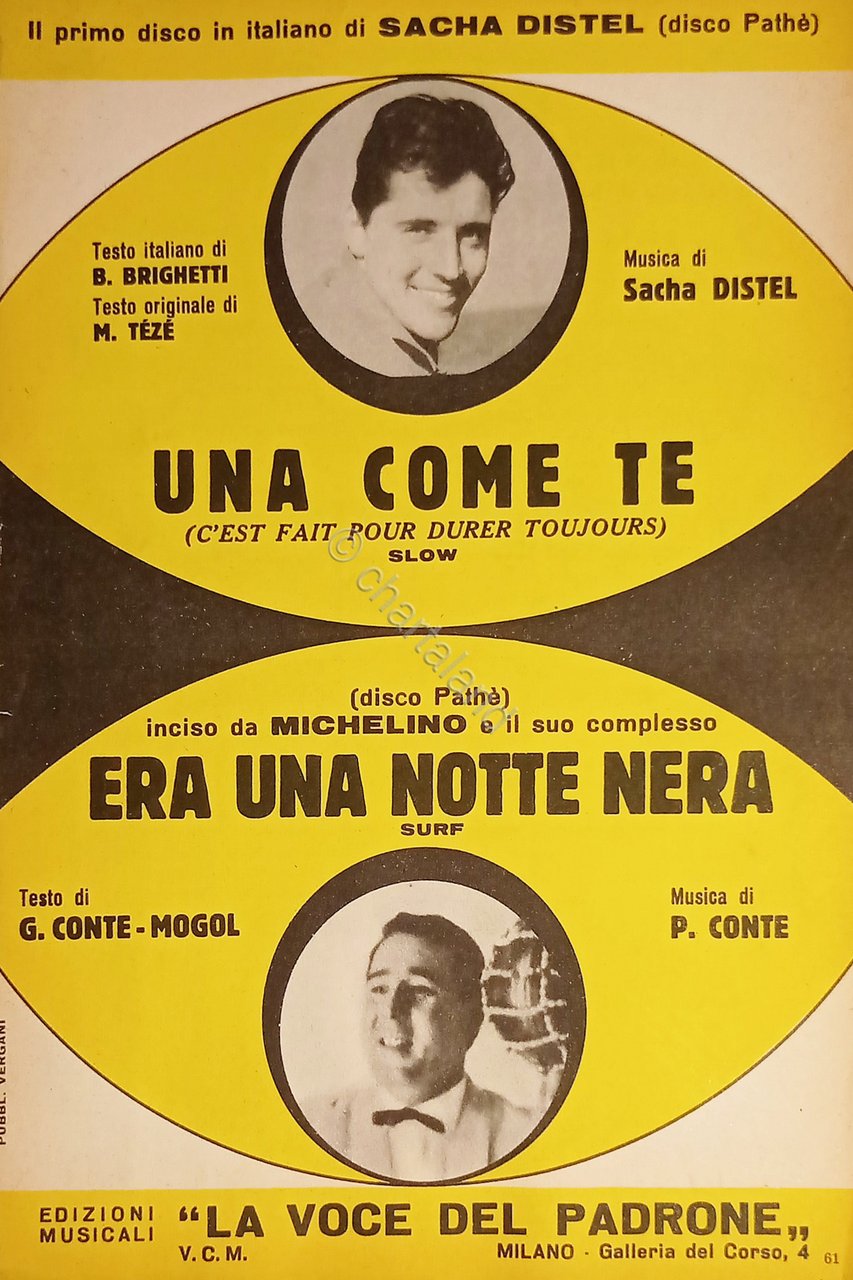 Il primo disco in italiano di SACHA DISTEL (disco Pathè)
Testo italiano di
B. BRIGHETTI
Testo originale di
M. TÉZÉ
Musica di
Sacha DISTEL
UNA COME TE
(C'EST FAIT POUR DURER TOUJOURS)
SLOW
© chartaland
(disco Pathè)
inciso da MICHELINO e il suo complesso
ERA UNA NOTTE NERA
SURF
Testo di
G. CONTE - MOGOL
Musica di
P. CONTE
PUBBL. VERGANI
EDIZIONI
MUSICALI
“LA VOCE DEL PADRONE„
V.C.M.
MILANO - Galleria del Corso, 4
61